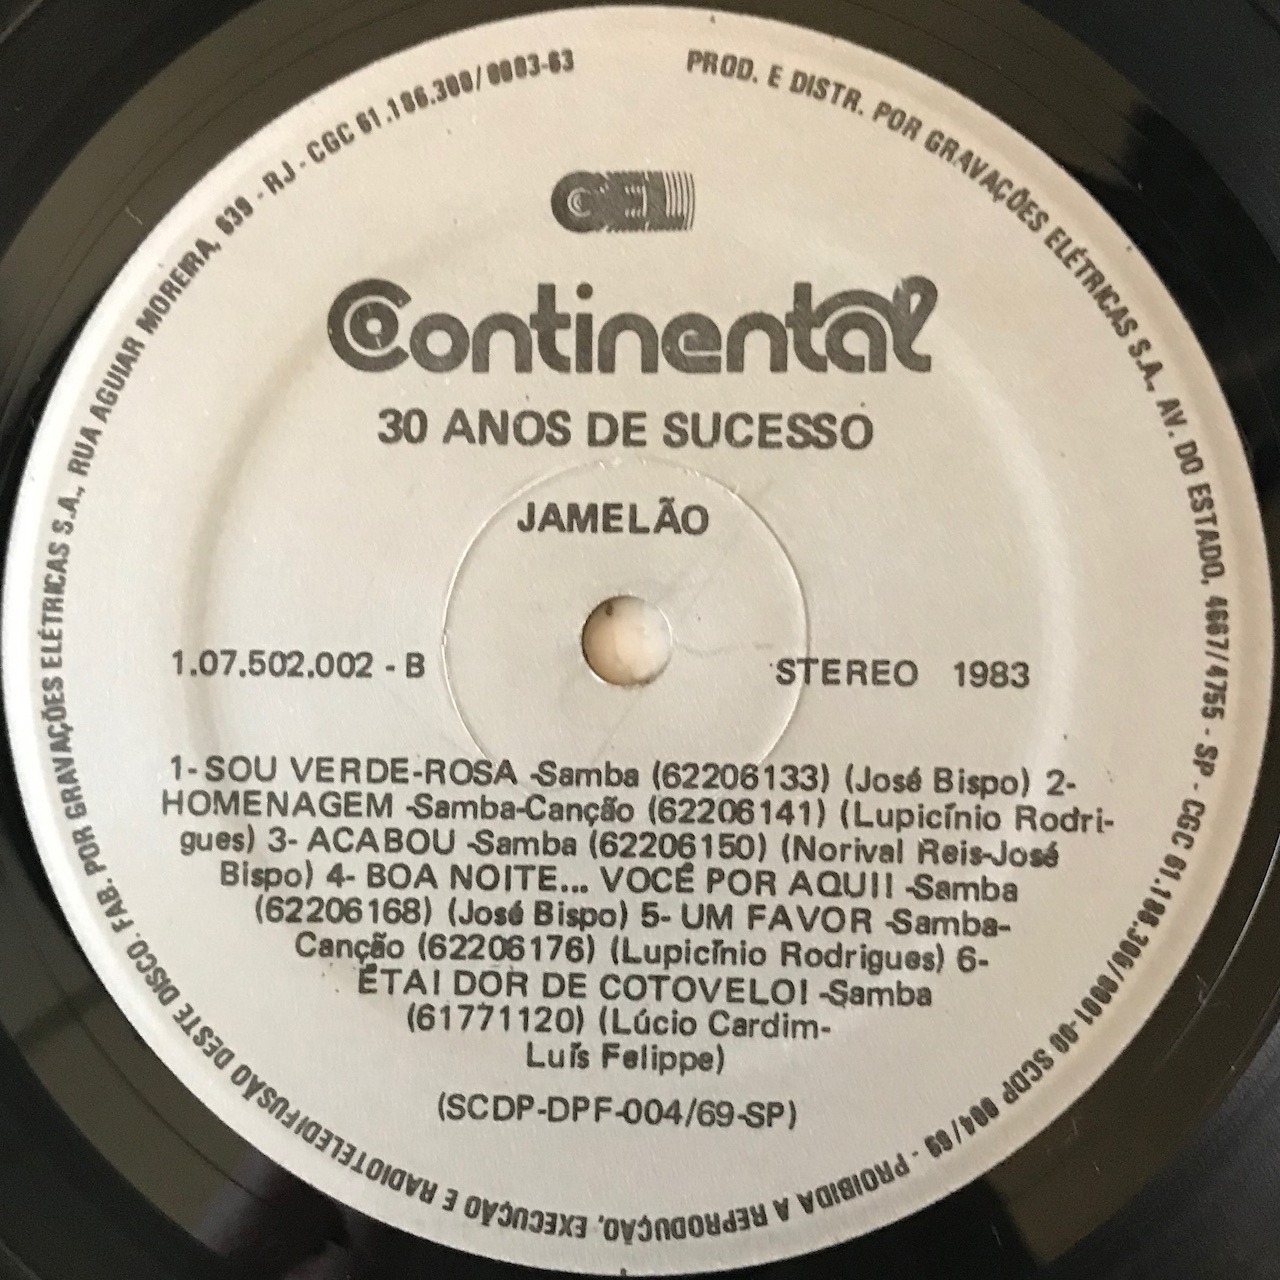 PROD. E DISTR. POR GRAVAÇÕES ELÉTRICAS S.A., AV. DO ESTADO, 4667/4755 - SP - CGC 61.186.300/0001-00 SCDP 004/69 - PROIBIDA A REPRODUÇÃO, EXECUÇÃO E RADIOTELEDIFUSÃO DESTE DISCO. FAB. POR GRAVAÇÕES ELÉTRICAS S.A., RUA AGUIAR MOREIRA, 639 - RJ - CGC 61.186.300/0003-63
Continental
30 ANOS DE SUCESSO
JAMELÃO
1.07.502.002 - B
STEREO 1983
1- SOU VERDE-ROSA -Samba (62206133) (José Bispo) 2-
HOMENAGEM -Samba-Canção (62206141) (Lupicínio Rodri-
gues) 3- ACABOU -Samba (62206150) (Norival Reis-José
Bispo) 4- BOA NOITE... VOCÊ POR AQUI! -Samba
(62206168) (José Bispo) 5- UM FAVOR -Samba-
Canção (62206176) (Lupicínio Rodrigues) 6-
ÊTA! DOR DE COTOVELO! -Samba
(61771120) (Lúcio Cardim-
Luís Felippe)
(SCDP-DPF-004/69-SP)